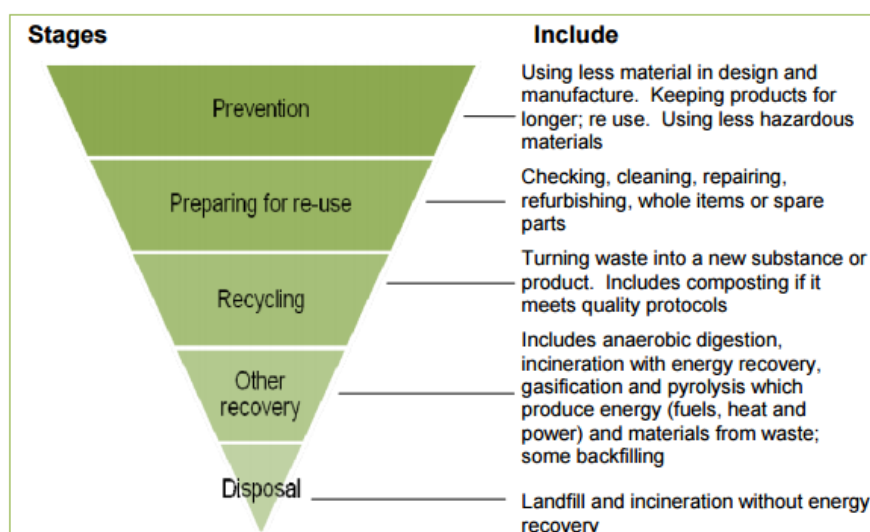 Stages
Include
Prevention
Using less material in design and
manufacture.  Keeping products for
longer; re use.  Using less hazardous
materials
Preparing for re-use
Checking, cleaning, repairing,
refurbishing, whole items or spare
parts
Recycling
Turning waste into a new substance or
product.  Includes composting if it
meets quality protocols
Other
recovery
Includes anaerobic digestion,
incineration with energy recovery,
gasification and pyrolysis which
produce energy (fuels, heat and
power) and materials from waste;
some backfilling
Disposal
Landfill and incineration without energy
recovery